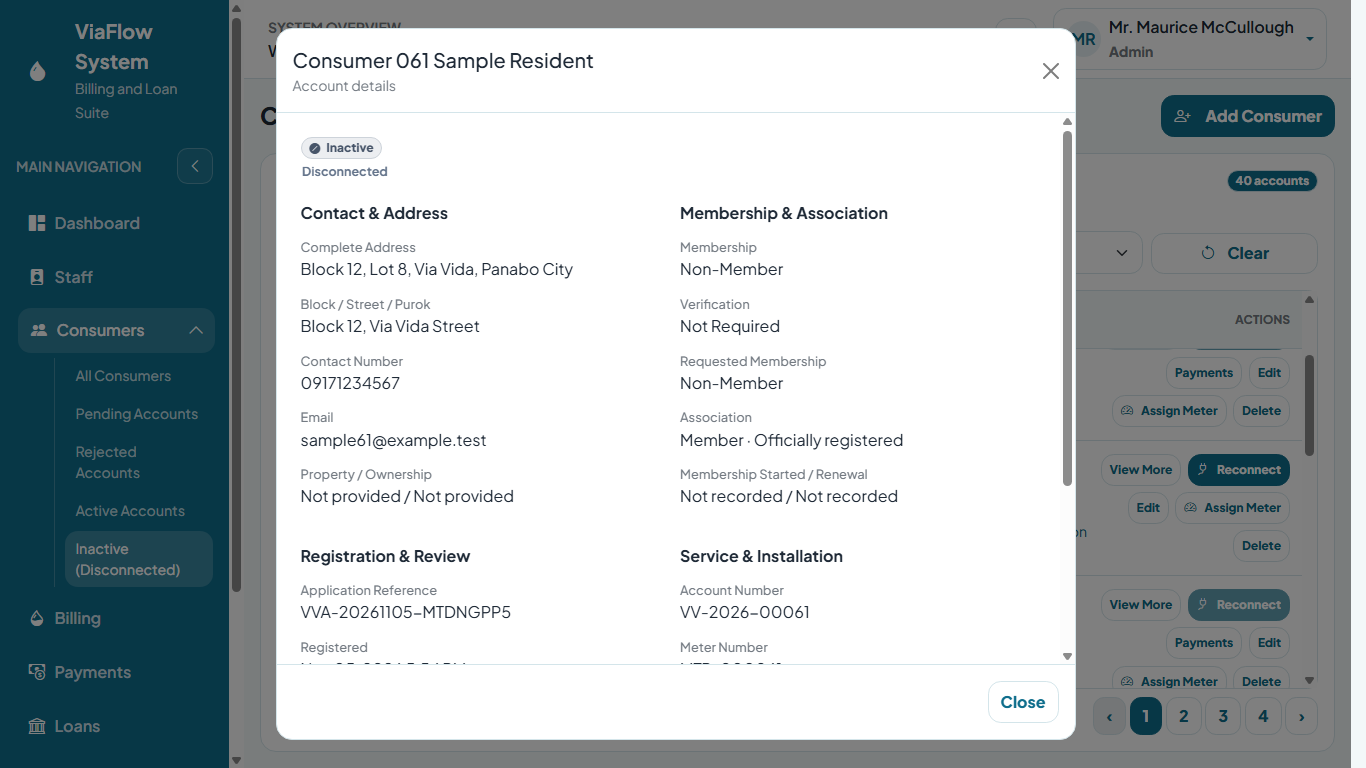 ViaFlow
System
Billing and Loan
Suite
MAIN NAVIGATION
Dashboard
Staff
Consumers
All Consumers
Pending Accounts
Rejected
Accounts
Active Accounts
Inactive
(Disconnected)
Billing
Payments
Loans
SYSTEM OVERVIEW
MR
Mr. Maurice McCullough
Admin
Add Consumer
40 accounts
Clear
ACTIONS
Payments
Edit
Assign Meter
Delete
View More
Reconnect
Edit
Assign Meter
Delete
View More
Reconnect
Payments
Edit
Assign Meter
Delete
‹
1
2
3
4
›
Consumer 061 Sample Resident
Account details
Inactive
Disconnected
Contact & Address
Complete Address
Block 12, Lot 8, Via Vida, Panabo City
Block / Street / Purok
Block 12, Via Vida Street
Contact Number
09171234567
Email
sample61@example.test
Property / Ownership
Not provided / Not provided
Membership & Association
Membership
Non-Member
Verification
Not Required
Requested Membership
Non-Member
Association
Member · Officially registered
Membership Started / Renewal
Not recorded / Not recorded
Registration & Review
Application Reference
VVA-20261105-MTDNGPP5
Registered
Service & Installation
Account Number
VV-2026-00061
Meter Number
Close